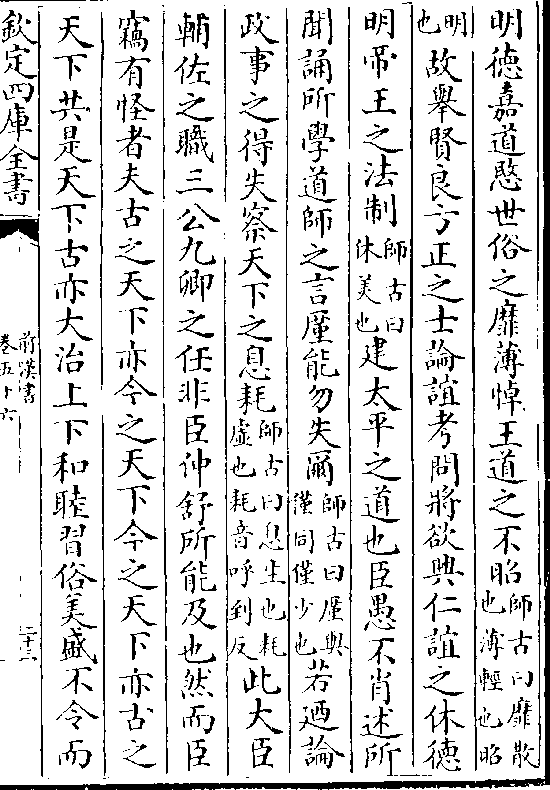 明德嘉道愍世俗之靡薄悼王道之不昭師古曰靡散也薄輕也昭
明也故舉賢良方正之士論誼考問將欲興仁誼之休德
明帝王之法制師古曰休美也建太平之道也臣愚不肖述所
聞誦所學道師之言廑能勿失爾師古曰廑與僅同僅少也若廼論
政事之得失察天下之息耗師古曰息生也耗虛也耗音呼到反此大臣
輔佐之職三公九卿之任非臣仲舒所能及也然而臣
竊有怪者夫古之天下亦今之天下今之天下亦古之
天下共是天下古亦大治上下和睦習俗美盛不令而
欽定四庫全書
前漢書
卷五十六
二十二